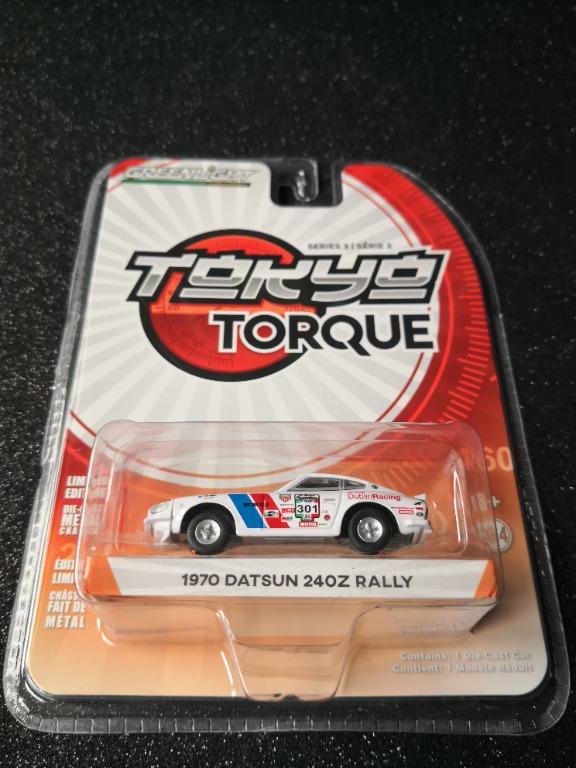 GREENLIGHT
SERIES 3 | SÉRIE 3
TOKYO
TORQUE
LIMITED
EDITION
DIE-CAST
METAL
CHASSIS
ÉDITION
LIMITÉE
CHÂSSIS
FAIT DE
MÉTAL
Dublin Racing
301
MOTUL
1970 DATSUN 240Z RALLY
Contains: 1 Die-Cast Car
Contient: 1 Modèle Réduit